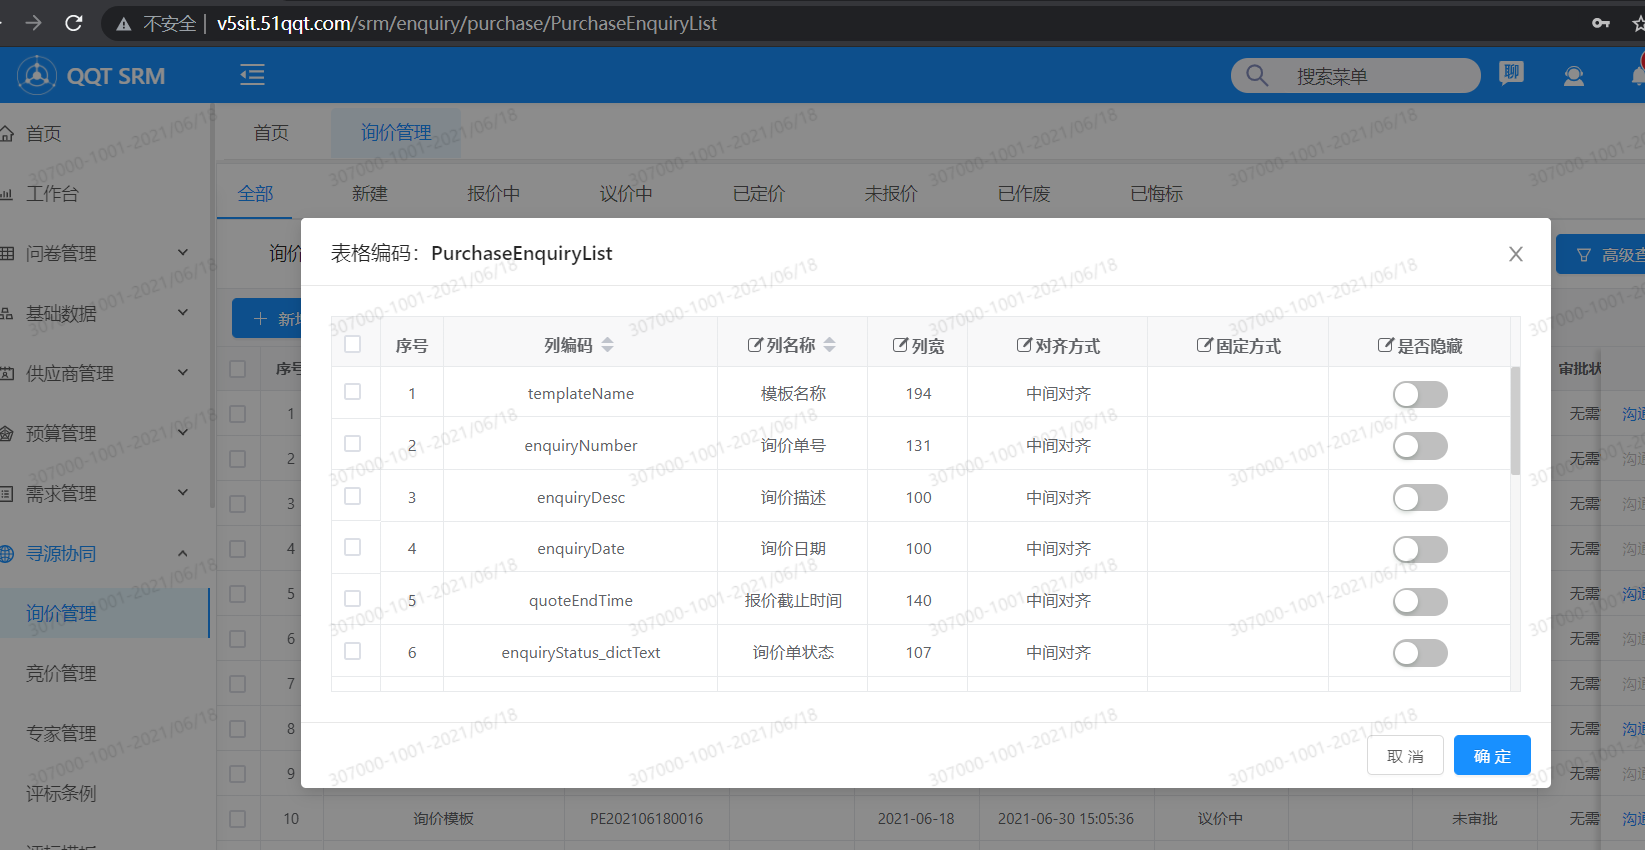 不安全 v5sit.51qqt.com/srm/enquiry/purchase/PurchaseEnquiryList
QQT SRM
搜索菜单
聊
首页
工作台
问卷管理
基础数据
供应商管理
预算管理
需求管理
寻源协同
询价管理
竞价管理
专家管理
评标条例
首页 询价管理
全部 新建 报价中 议价中 已定价 未报价 已作废 已悔标
询价
高级查
新增
序号
审批状
1 无需 沟通
2 无需 沟通
3 无需 沟通
4 无需 沟通
5 无需 沟通
6 无需 沟通
7 无需 沟通
8 无需 沟通
9 无需 沟通
10 询价模板 PE202106180016 2021-06-18 2021-06-30 15:05:36 议价中 未审批 无需 沟通
表格编码：PurchaseEnquiryList
序号 列编码 列名称 列宽 对齐方式 固定方式 是否隐藏
1 templateName 模板名称 194 中间对齐
2 enquiryNumber 询价单号 131 中间对齐
3 enquiryDesc 询价描述 100 中间对齐
4 enquiryDate 询价日期 100 中间对齐
5 quoteEndTime 报价截止时间 140 中间对齐
6 enquiryStatus_dictText 询价单状态 107 中间对齐
取 消 确 定
307000-1001-2021/06/18